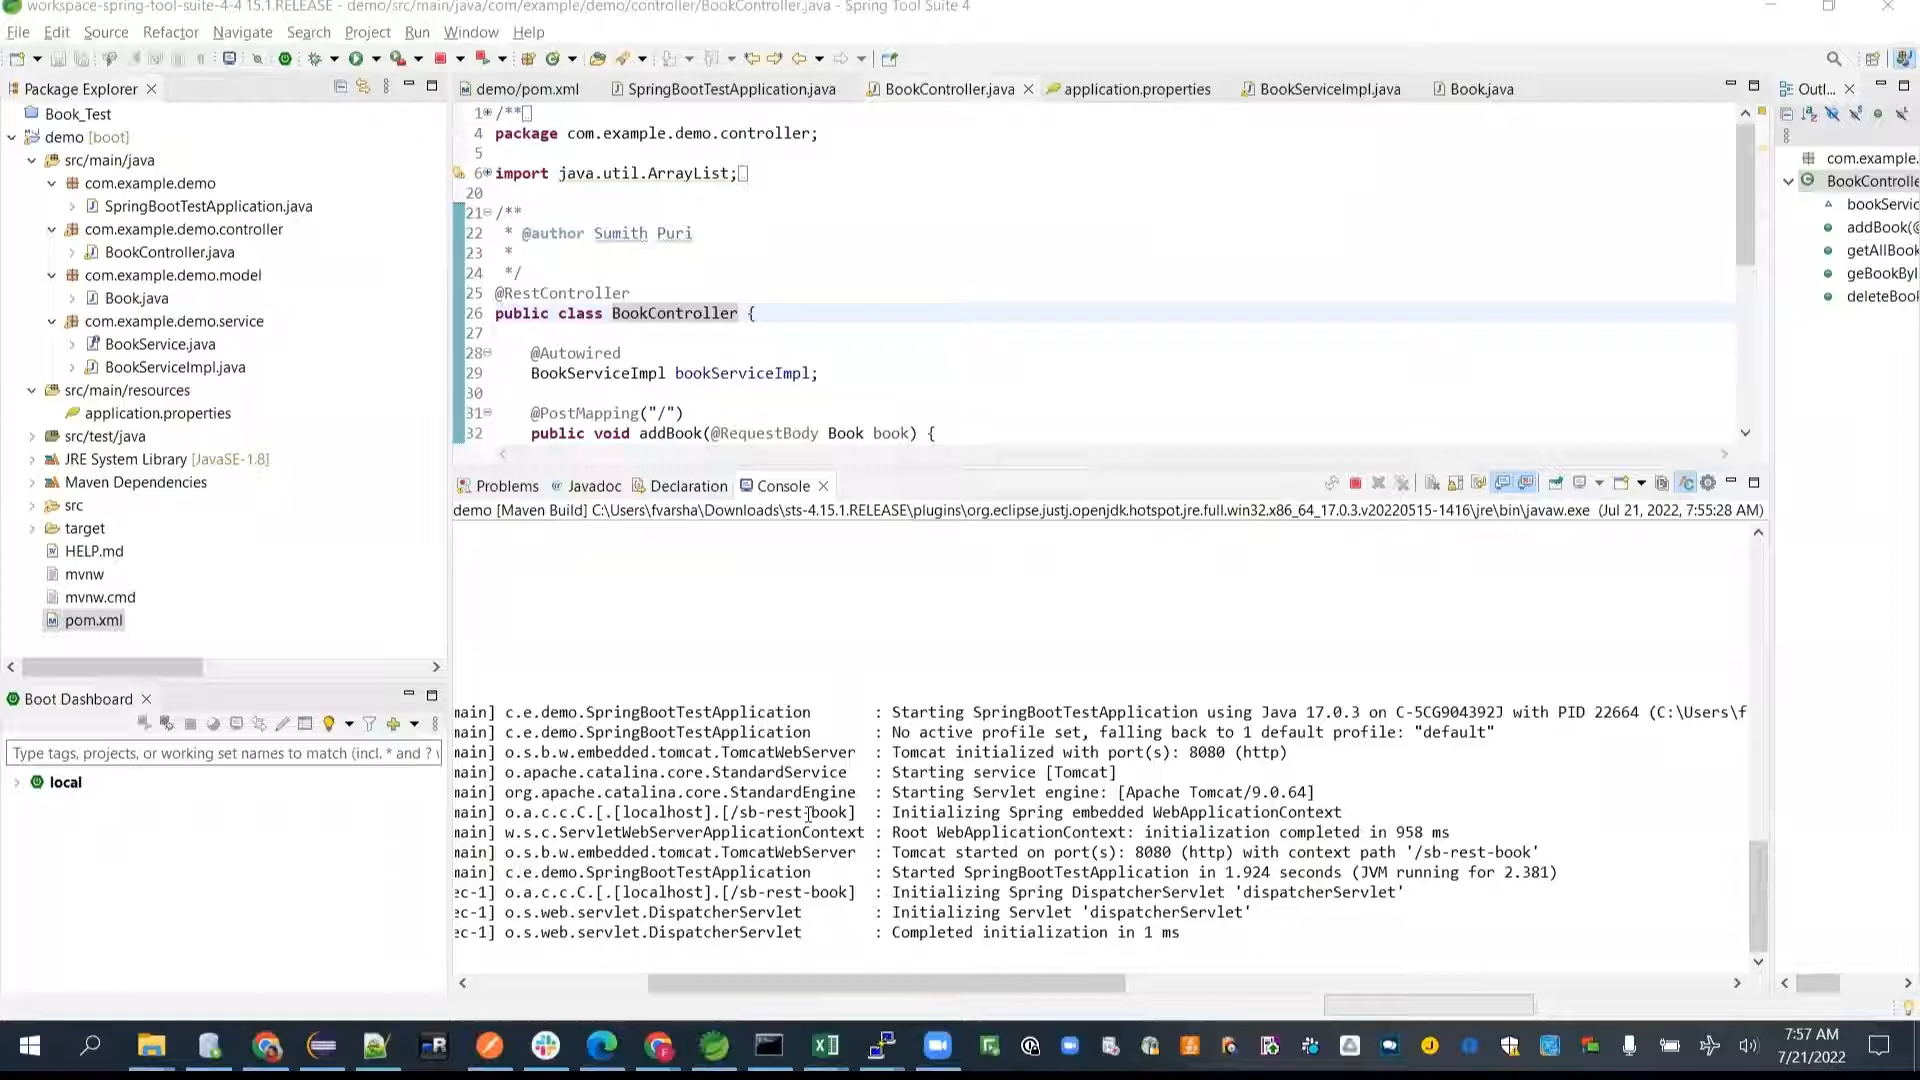 workspace-spring-tool-suite-4-4 15.1.RELEASE - demo/src/main/java/com/example/demo/controller/BookController.java - Spring Tool Suite 4
File Edit Source Refactor Navigate Search Project Run Window Help
Package Explorer
Book_Test
demo [boot]
src/main/java
com.example.demo
SpringBootTestApplication.java
com.example.demo.controller
BookController.java
com.example.demo.model
Book.java
com.example.demo.service
BookService.java
BookServiceImpl.java
src/main/resources
application.properties
src/test/java
JRE System Library [JavaSE-1.8]
Maven Dependencies
src
target
HELP.md
mvnw
mvnw.cmd
pom.xml
Boot Dashboard
Type tags, projects, or working set names to match (incl. * and ? w
local
demo/pom.xml SpringBootTestApplication.java BookController.java application.properties BookServiceImpl.java Book.java
1 /**
4 package com.example.demo.controller;
5
6 import java.util.ArrayList;
20
21 /**
22 * @author Sumith Puri
23 *
24 */
25 @RestController
26 public class BookController {
27
28 @Autowired
29 BookServiceImpl bookServiceImpl;
30
31 @PostMapping("/")
32 public void addBook(@RequestBody Book book) {
Problems Javadoc Declaration Console
demo [Maven Build] C:\Users\fvarsha\Downloads\sts-4.15.1.RELEASE\plugins\org.eclipse.justj.openjdk.hotspot.jre.full.win32.x86_64_17.0.3.v20220515-1416\jre\bin\javaw.exe (Jul 21, 2022, 7:55:28 AM)
main] c.e.demo.SpringBootTestApplication : Starting SpringBootTestApplication using Java 17.0.3 on C-5CG904392J with PID 22664 (C:\Users\f
main] c.e.demo.SpringBootTestApplication : No active profile set, falling back to 1 default profile: "default"
main] o.s.b.w.embedded.tomcat.TomcatWebServer : Tomcat initialized with port(s): 8080 (http)
main] o.apache.catalina.core.StandardService : Starting service [Tomcat]
main] org.apache.catalina.core.StandardEngine : Starting Servlet engine: [Apache Tomcat/9.0.64]
main] o.a.c.c.C.[.[localhost].[/sb-rest-book] : Initializing Spring embedded WebApplicationContext
main] w.s.c.ServletWebServerApplicationContext : Root WebApplicationContext: initialization completed in 958 ms
main] o.s.b.w.embedded.tomcat.TomcatWebServer : Tomcat started on port(s): 8080 (http) with context path '/sb-rest-book'
main] c.e.demo.SpringBootTestApplication : Started SpringBootTestApplication in 1.924 seconds (JVM running for 2.381)
ec-1] o.a.c.c.C.[.[localhost].[/sb-rest-book] : Initializing Spring DispatcherServlet 'dispatcherServlet'
ec-1] o.s.web.servlet.DispatcherServlet : Initializing Servlet 'dispatcherServlet'
ec-1] o.s.web.servlet.DispatcherServlet : Completed initialization in 1 ms
Outl...
com.example.
BookControlle
bookServic
addBook(@
getAllBook
geBookByI
deleteBool
7:57 AM
7/21/2022